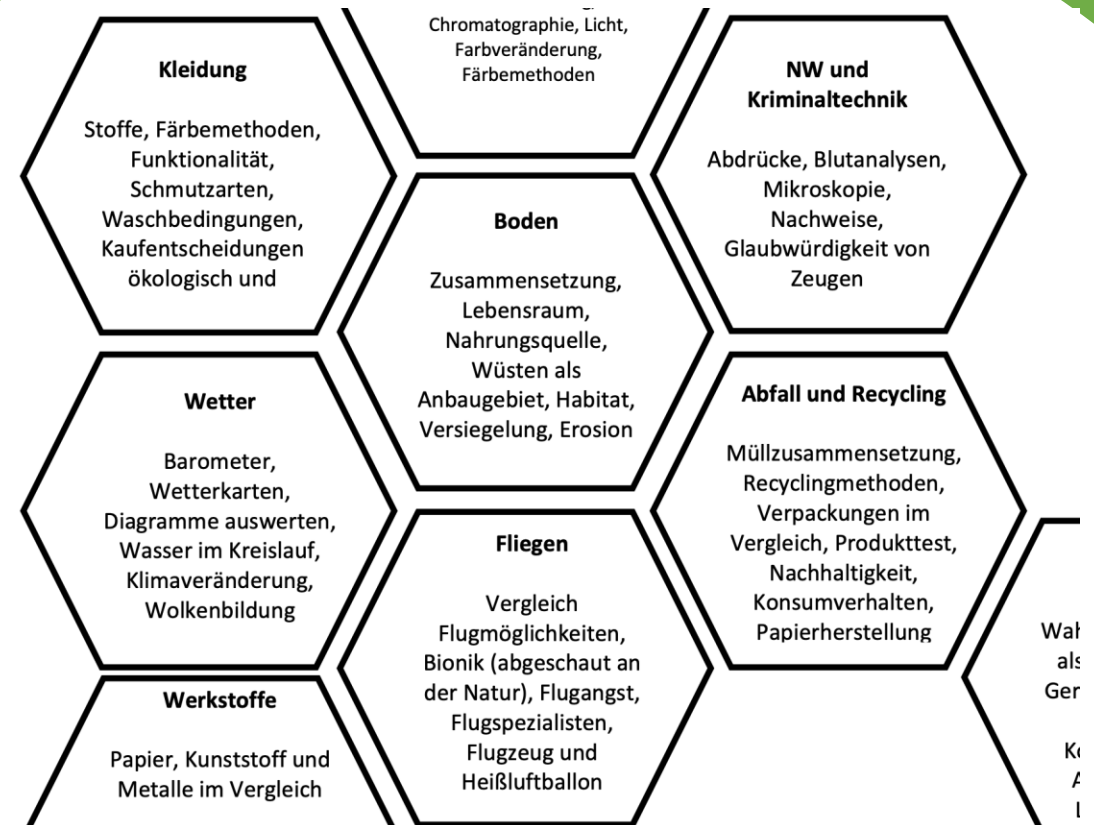 Chromatographie, Licht,
Farbveränderung,
Färbemethoden
Kleidung
Stoffe, Färbemethoden,
Funktionalität,
Schmutzarten,
Waschbedingungen,
Kaufentscheidungen
ökologisch und
NW und
Kriminaltechnik
Abdrücke, Blutanalysen,
Mikroskopie,
Nachweise,
Glaubwürdigkeit von
Zeugen
Boden
Zusammensetzung,
Lebensraum,
Nahrungsquelle,
Wüsten als
Anbaugebiet, Habitat,
Versiegelung, Erosion
Wetter
Barometer,
Wetterkarten,
Diagramme auswerten,
Wasser im Kreislauf,
Klimaveränderung,
Wolkenbildung
Abfall und Recycling
Müllzusammensetzung,
Recyclingmethoden,
Verpackungen im
Vergleich, Produkttest,
Nachhaltigkeit,
Konsumverhalten,
Papierherstellung
Fliegen
Vergleich
Flugmöglichkeiten,
Bionik (abgeschaut an
der Natur), Flugangst,
Flugspezialisten,
Flugzeug und
Heißluftballon
Werkstoffe
Papier, Kunststoff und
Metalle im Vergleich